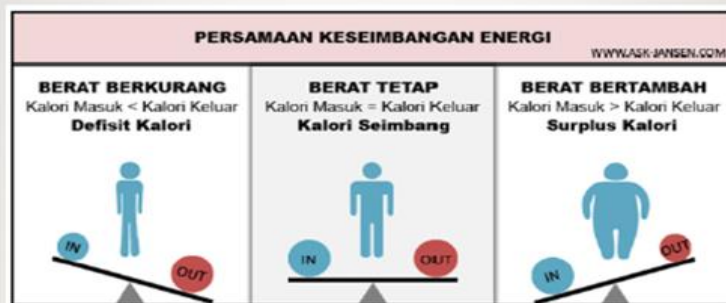 PERSAMAAN KESEIMBANGAN ENERGI
WWW.ASK-JANSEN.COM
BERAT BERKURANG
Kalori Masuk < Kalori Keluar
Defisit Kalori
IN
OUT
BERAT TETAP
Kalori Masuk = Kalori Keluar
Kalori Seimbang
IN
OUT
BERAT BERTAMBAH
Kalori Masuk > Kalori Keluar
Surplus Kalori
IN
OUT